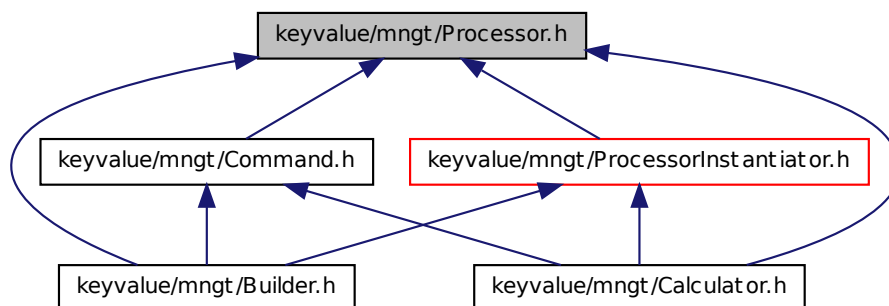 keyvalue/mngt/Processor.h
keyvalue/mngt/Command.h
keyvalue/mngt/ProcessorInstantiator.h
keyvalue/mngt/Builder.h
keyvalue/mngt/Calculator.h